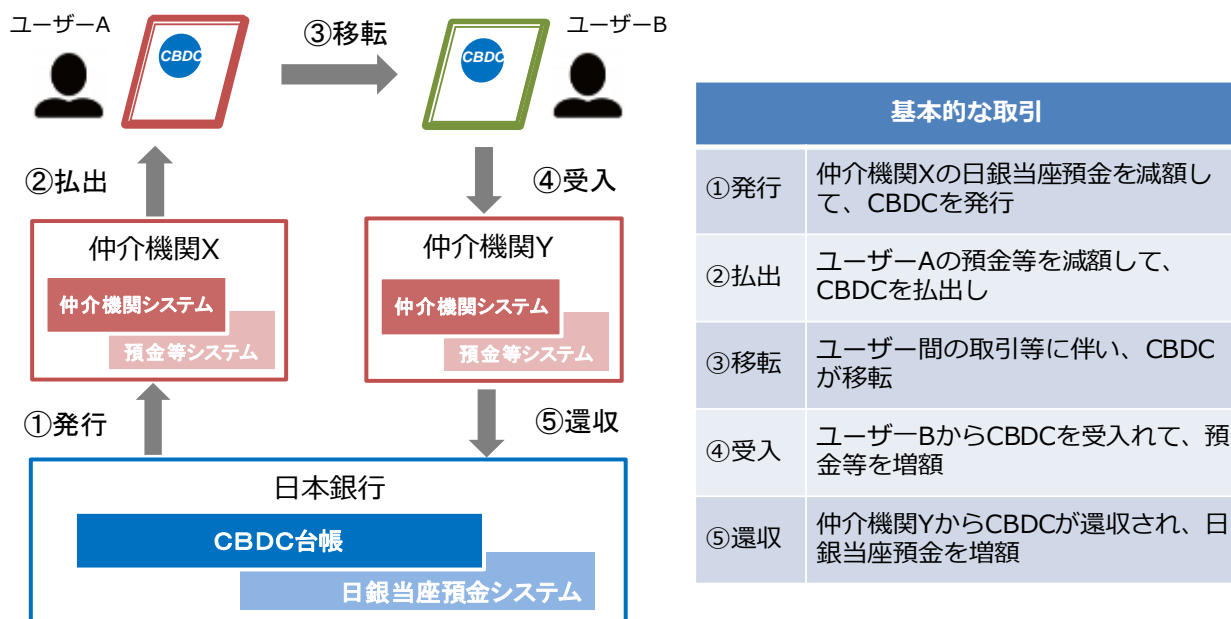 ユーザーA
CBDC
③移転
CBDC
ユーザーB
②払出
④受入
仲介機関X
仲介機関システム
預金等システム
仲介機関Y
仲介機関システム
預金等システム
①発行
⑤還収
日本銀行
CBDC台帳
日銀当座預金システム
基本的な取引
①発行
仲介機関Xの日銀当座預金を減額し
て、CBDCを発行
②払出
ユーザーAの預金等を減額して、
CBDCを払出し
③移転
ユーザー間の取引等に伴い、CBDC
が移転
④受入
ユーザーBからCBDCを受入れて、預
金等を増額
⑤還収
仲介機関YからCBDCが還収され、日
銀当座預金を増額